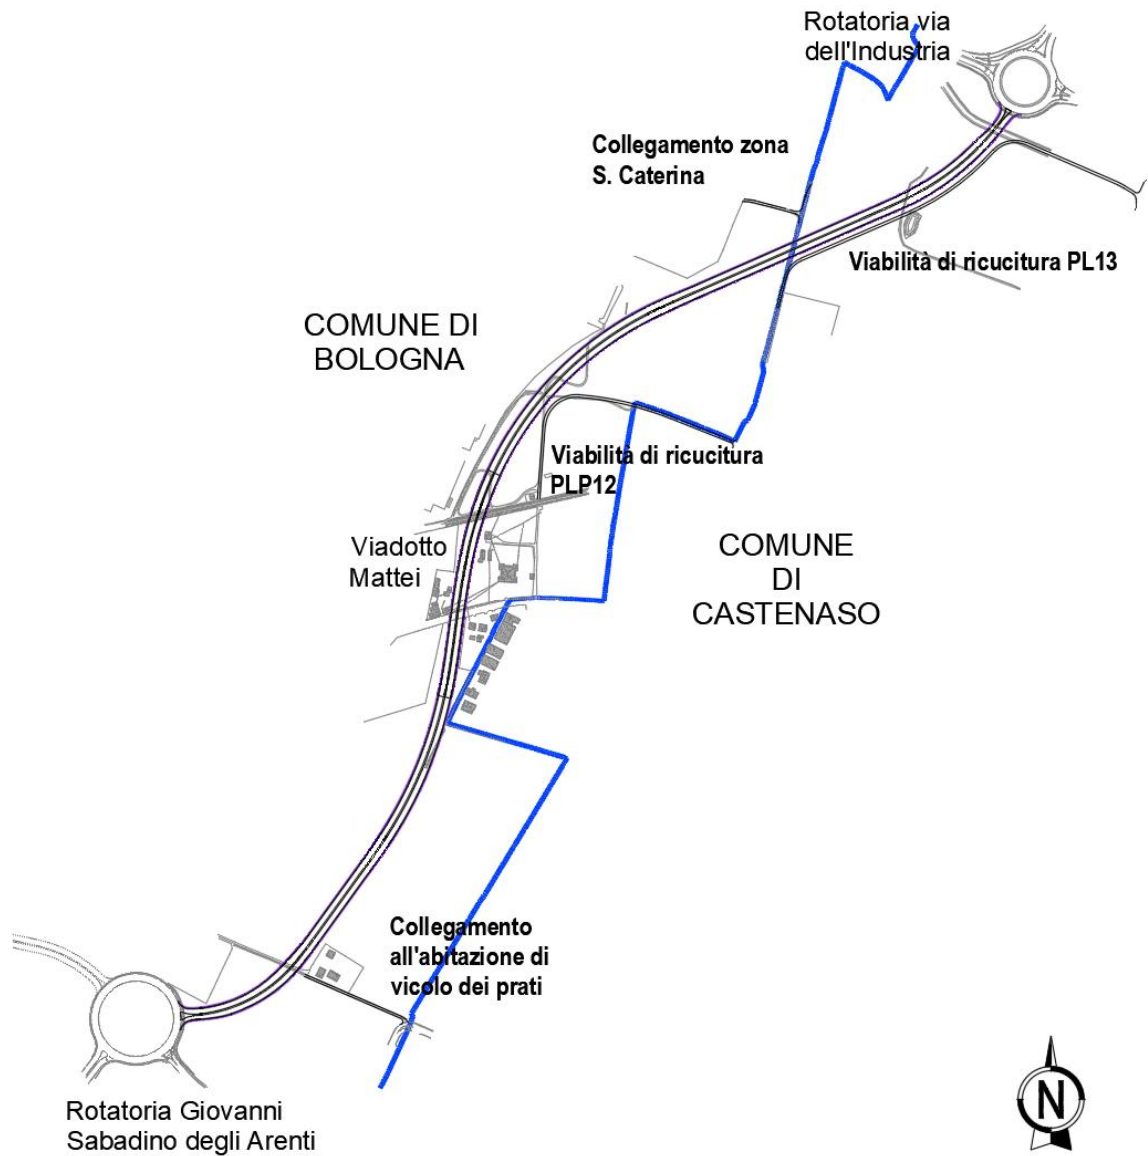 Rotatoria via
dell'Industria
Collegamento zona
S. Caterina
Viabilità di ricucitura PL13
COMUNE DI
BOLOGNA
Viabilità di ricucitura
PLP12
Viadotto
Mattei
COMUNE
DI
CASTENASO
Collegamento
all'abitazione di
vicolo dei prati
Rotatoria Giovanni
Sabadino degli Arenti
N